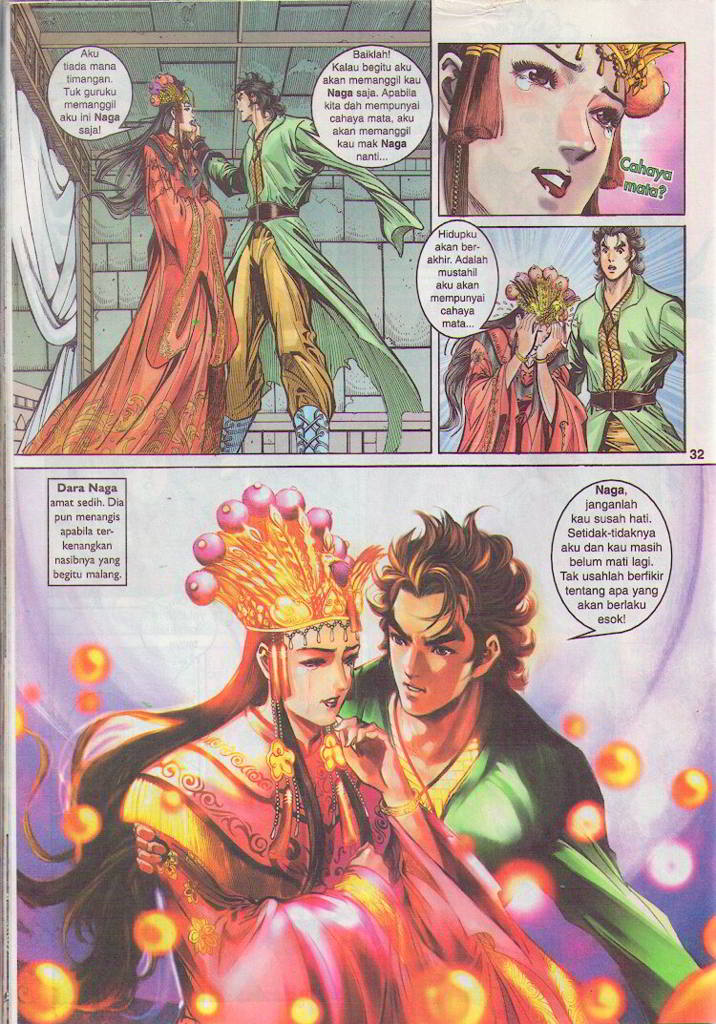 Aku
tiada mana
timangan.
Tuk guruku
memanggil
aku ini Naga
saja!
Baiklah!
Kalau begitu aku
akan memanggil kau
Naga saja. Apabila
kita dah mempunyai
cahaya mata, aku
akan memanggil
kau mak Naga
nanti...
Cahaya
mata?
Hidupku
akan ber-
akhir. Adalah
mustahil
aku akan
mempunyai
cahaya
mata...
32
Dara Naga
amat sedih. Dia
pun menangis
apabila ter-
kenangkan
nasibnya yang
begitu malang.
Naga,
janganlah
kau susah hati.
Setidak-tidaknya
aku dan kau masih
belum mati lagi.
Tak usahlah berfikir
tentang apa yang
akan berlaku
esok!